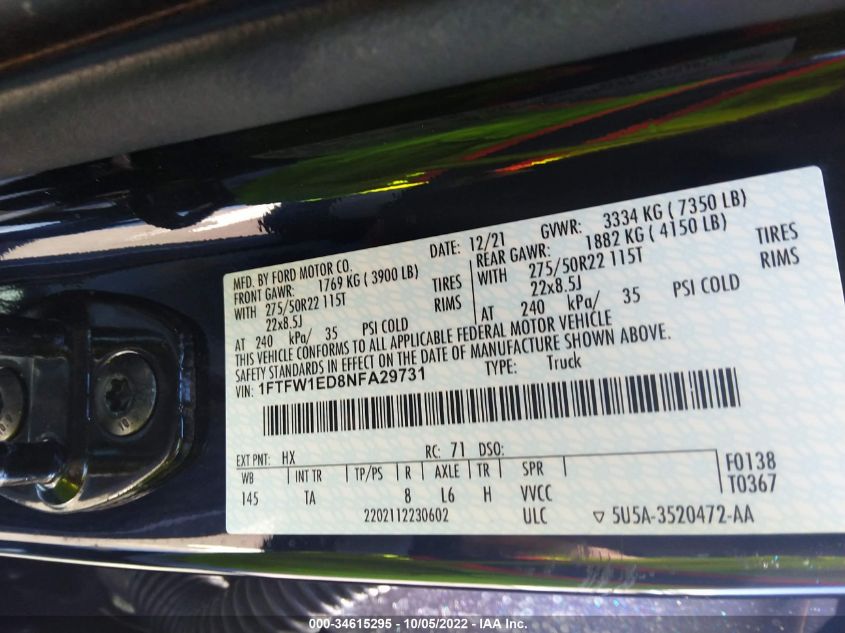 MFD. BY FORD MOTOR CO. DATE: 12/21 GVWR: 3334 KG ( 7350 LB)
FRONT GAWR: 1769 KG ( 3900 LB) REAR GAWR: 1882 KG ( 4150 LB)
WITH 275/50R22 115T TIRES WITH 275/50R22 115T TIRES
22x8.5J RIMS 22x8.5J RIMS
AT 240 kPa/ 35 PSI COLD AT 240 kPa/ 35 PSI COLD
THIS VEHICLE CONFORMS TO ALL APPLICABLE FEDERAL MOTOR VEHICLE
SAFETY STANDARDS IN EFFECT ON THE DATE OF MANUFACTURE SHOWN ABOVE.
1FTFW1ED8NFA29731 TYPE: Truck
EXT PNT: HX RC: 71 DSO:
WB INT TR TP/PS R AXLE TR SPR F0138
145 TA 8 L6 H VVCC T0367
2202112230602 ULC ▽ 5U5A-3520472-AA
000-34615295 - 10/05/2022 - IAA Inc.